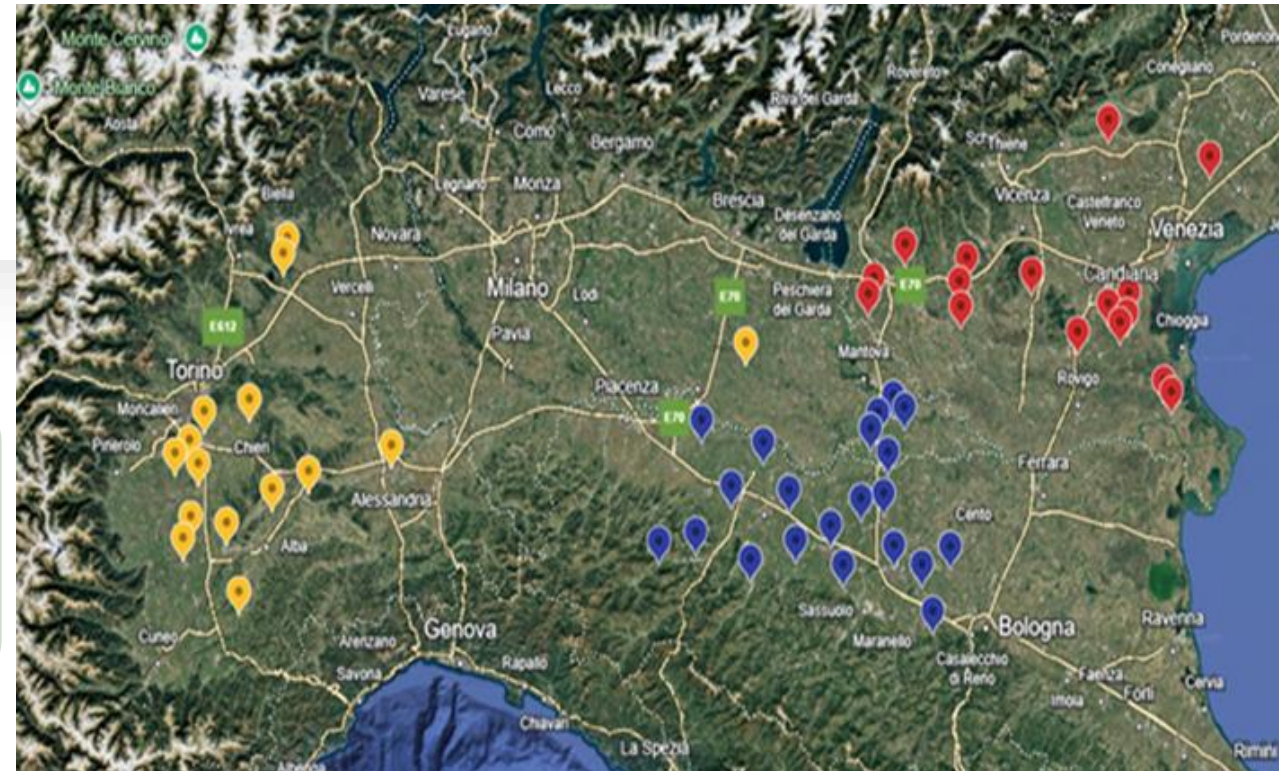 Monte Cervino
Lugano
Pordenon
Monte Bianco
Rovereto
Conegliano
Varese
Lecco
Riva del Garda
Aosta
Como
Bergamo
Sch
Thiene
Biella
Legnano
Monza
Brescia
Vicenza
Castelfranco
Veneto
Ivrea
Novara
Desenzano
del Garda
Venezia
Vercelli
Milano
Lodi
E70
Peschiera
del Garda
E70
Candiana
E612
Pavia
Chioggia
Torino
Mantova
Rovigo
Piacenza
Moncalieri
E70
Pinerolo
Chieri
Ferrara
Alessandria
Cento
Alba
Sassuolo
Bologna
Ravenna
Cuneo
Arenzano
Genova
Maranello
Savona
Rapallo
Casalecchio
di Reno
Faenza
Cervia
Imola
Forlì
Chiavari
La Spezia
Rimini
Albenga